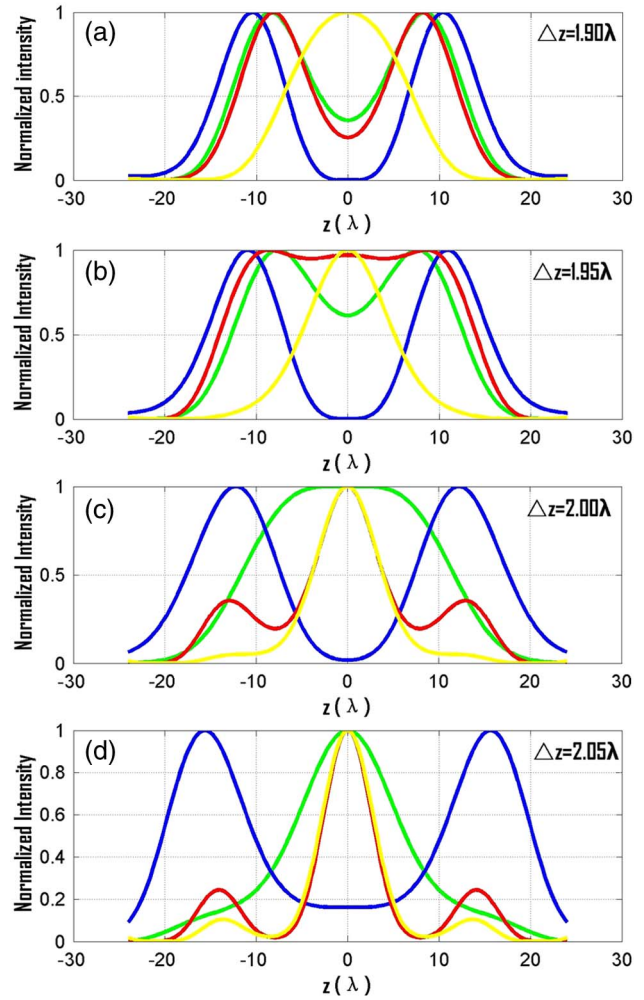 (a)
△z=1.90λ
Normalized intensity
1
0.5
0
-30 -20 -10 0 10 20 30
z ( λ )
(b)
△z=1.95λ
Normalized Intensity
1
0.5
0
-30 -20 -10 0 10 20 30
z ( λ )
(c)
△z=2.00λ
Normalized Intensity
1
0.5
0
-30 -20 -10 0 10 20 30
z ( λ )
(d)
△z=2.05λ
Normalized Intensity
1
0.8
0.6
0.4
0.2
0
-30 -20 -10 0 10 20 30
z ( λ )